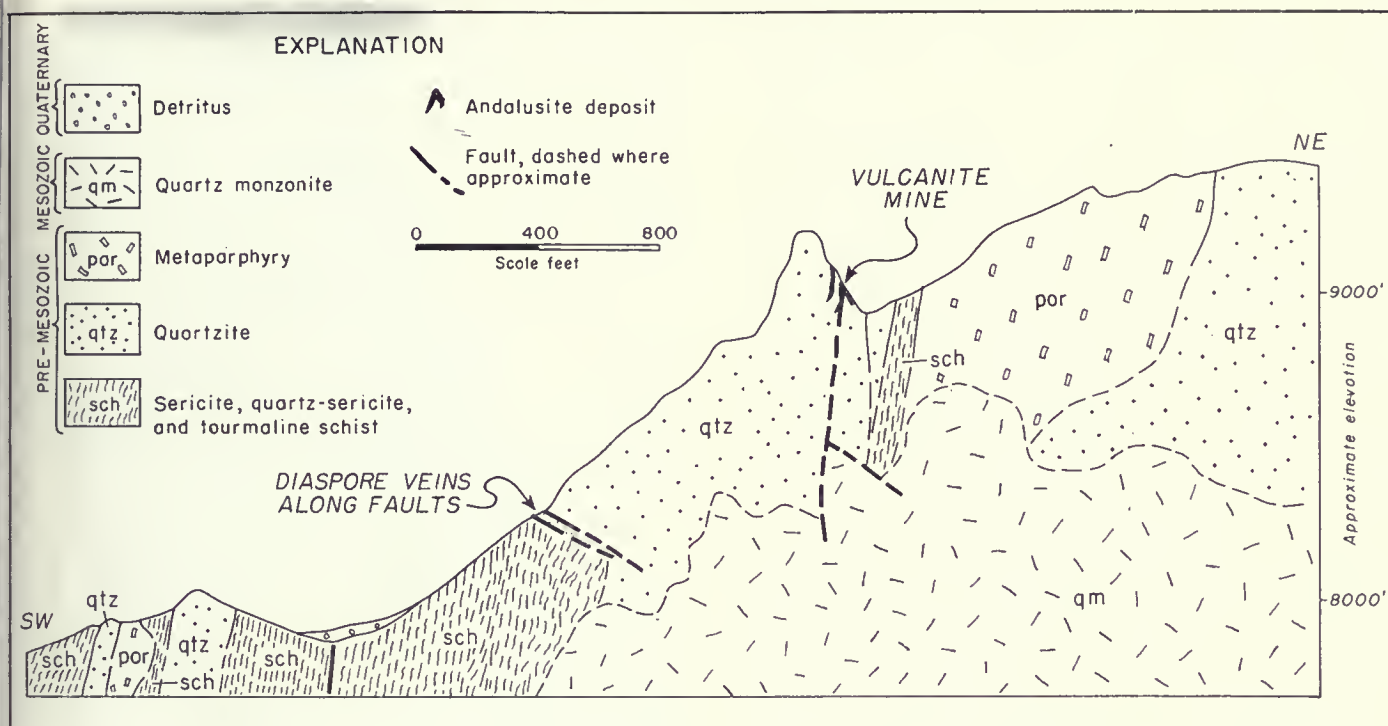 EXPLANATION
QUATERNARY
MESOZOIC
PRE-MESOZOIC
Detritus
qm
Quartz monzonite
por
Metaparphyry
qtz
Quartzite
sch
Sericite, quartz-sericite,
and tourmaline schist
Andalusite deposit
Fault, dashed where
approximate
0 400 800
Scole feet
VULCANITE
MINE
NE
9000'
8000'
Approximate elevation
DIASPORE VEINS
ALONG FAULTS
SW
qtz
sch
por
sch
qtz
sch
sch
qtz
sch
por
qtz
qm